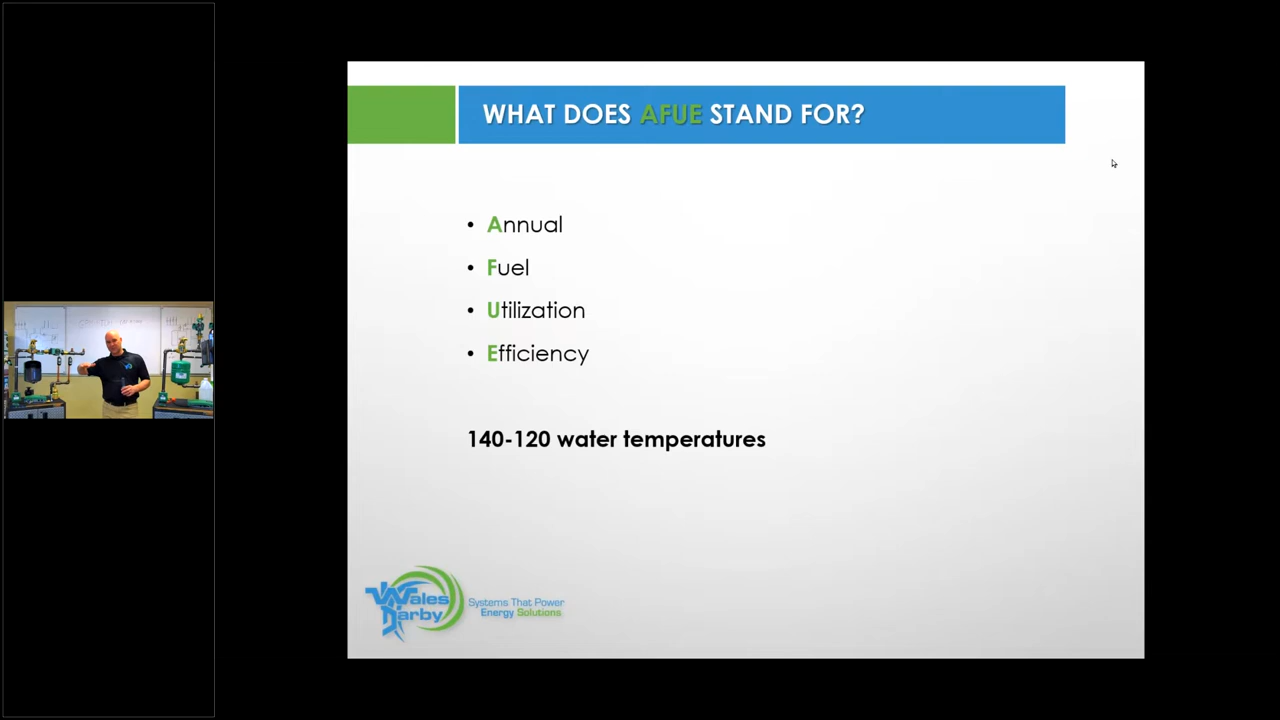 WHAT DOES AFUE STAND FOR?
• Annual
• Fuel
• Utilization
• Efficiency
140-120 water temperatures
Wales Darby
Systems That Power
Energy Solutions